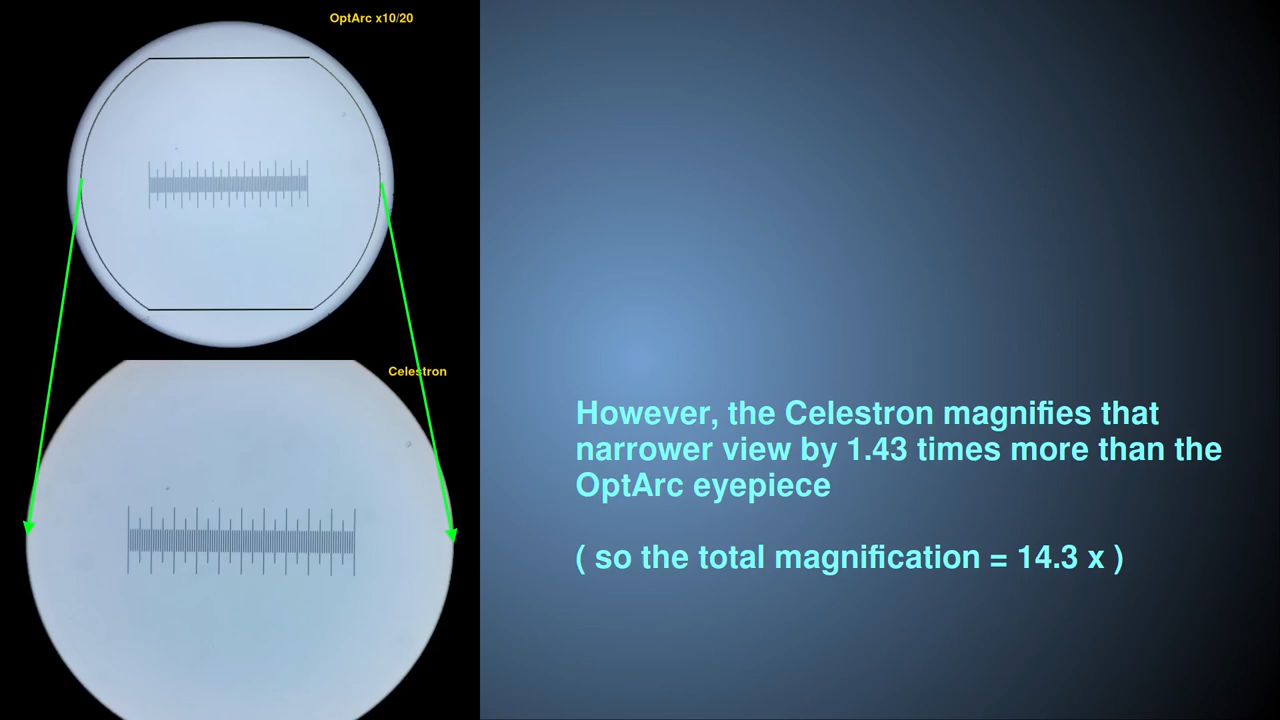 OptArc x10/20
Celestron
However, the Celestron magnifies that
narrower view by 1.43 times more than the
OptArc eyepiece
( so the total magnification = 14.3 x )